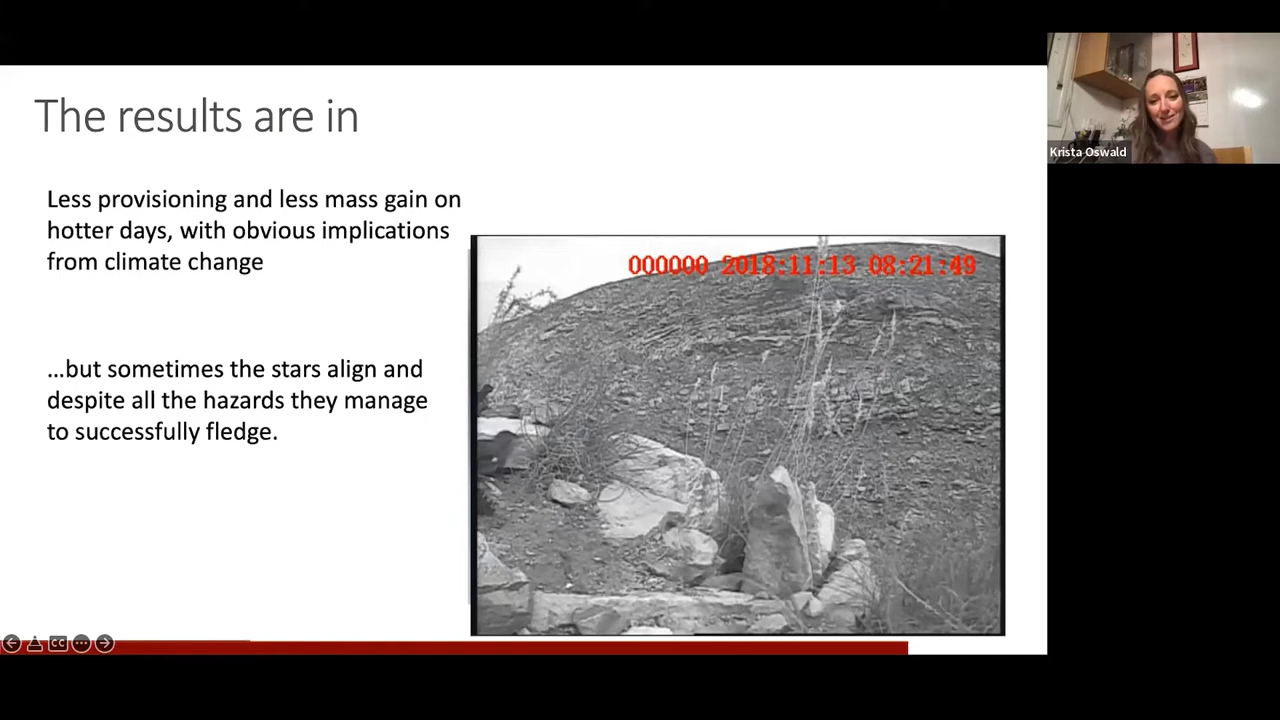 The results are in
Less provisioning and less mass gain on
hotter days, with obvious implications
from climate change
…but sometimes the stars align and
despite all the hazards they manage
to successfully fledge.
000000 2018:11:13 08:21:49
Krista Oswald
CC